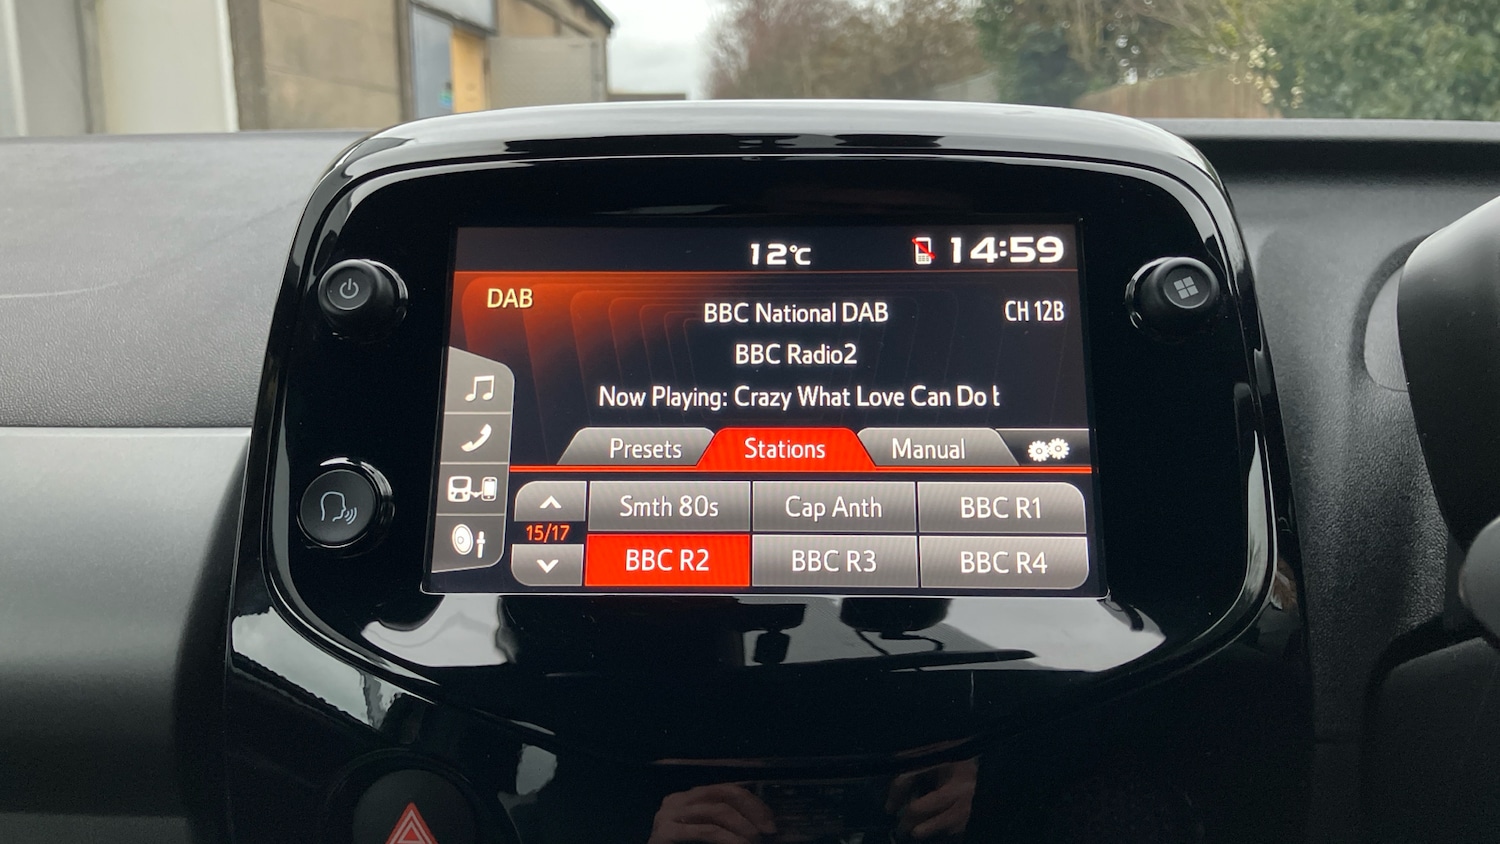 12°C 14:59
DAB
BBC National DAB CH 12B
BBC Radio2
Now Playing: Crazy What Love Can Do t
Presets Stations Manual
Smth 80s Cap Anth BBC R1
15/17
BBC R2 BBC R3 BBC R4